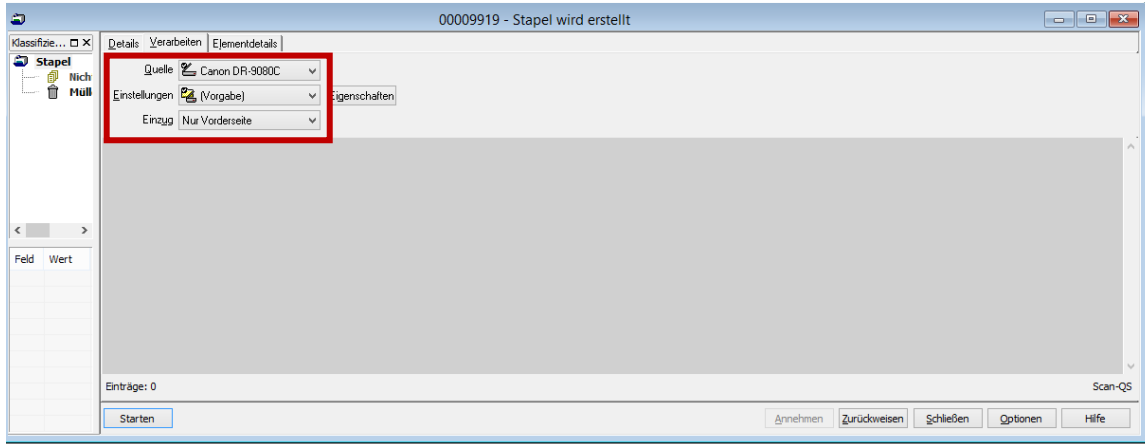 00009919 - Stapel wird erstellt
Klassifizie...
Details Verarbeiten Elementdetails
Stapel
Nich
Müll
Quelle Canon DR-9080C
Einstellungen (Vorgabe) Eigenschaften
Einzug Nur Vorderseite
Feld Wert
Einträge: 0 Scan-QS
Starten Annehmen Zurückweisen Schließen Optionen Hilfe